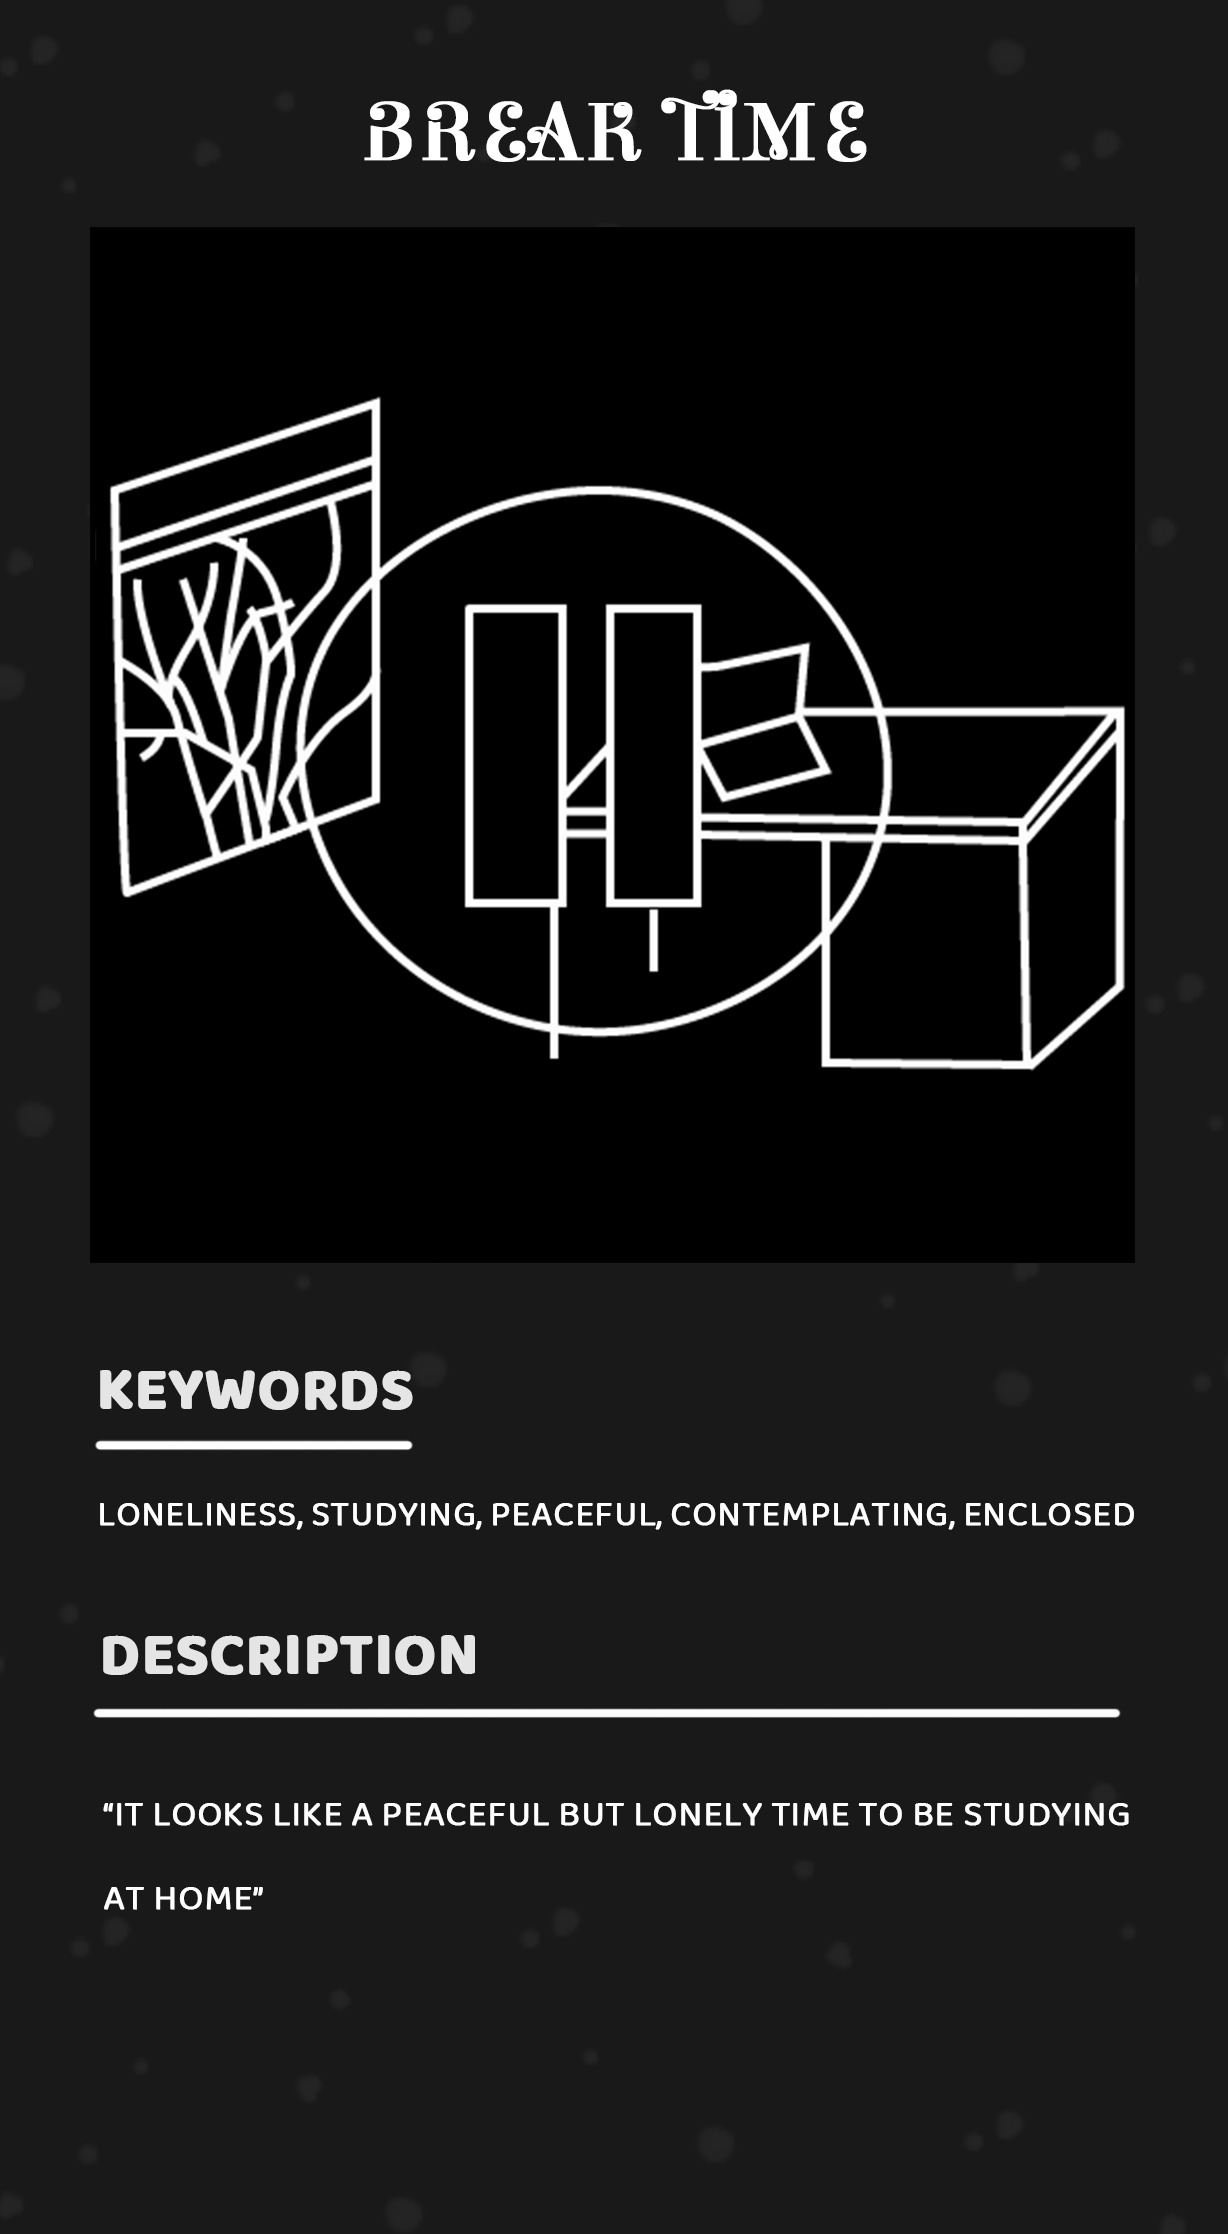 BREAK TIME
KEYWORDS
LONELINESS, STUDYING, PEACEFUL, CONTEMPLATING, ENCLOSED
DESCRIPTION
“IT LOOKS LIKE A PEACEFUL BUT LONELY TIME TO BE STUDYING
AT HOME”